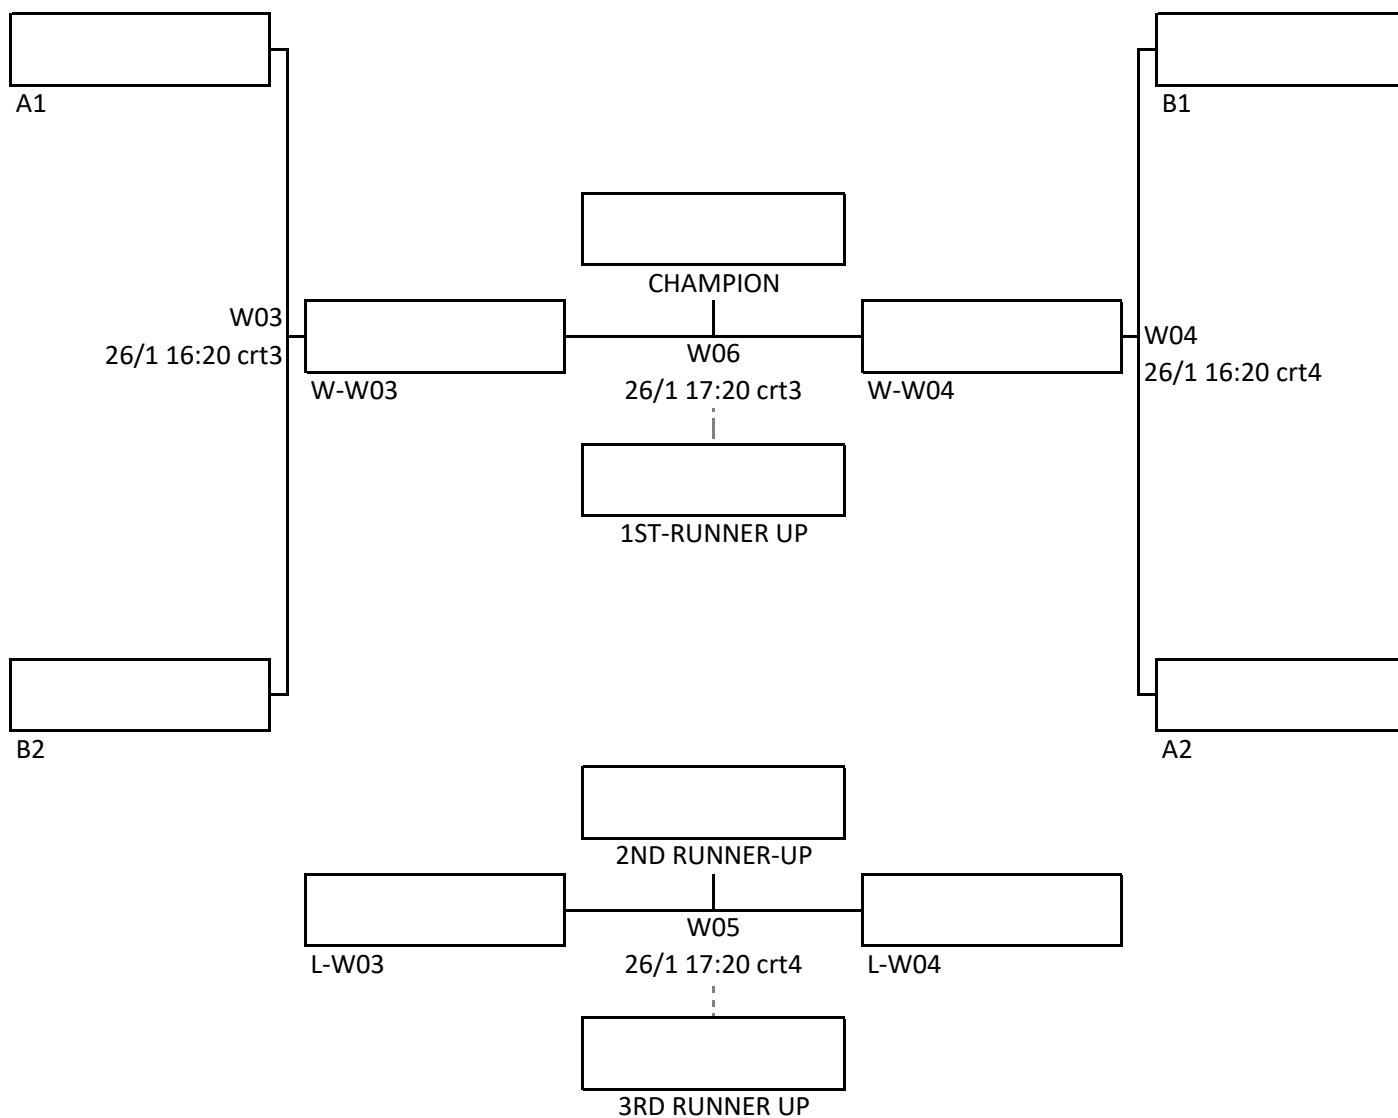 A1
B1
CHAMPION
W03
26/1 16:20 crt3
W06
26/1 17:20 crt3
W04
26/1 16:20 crt4
W-W03
W-W04
1ST-RUNNER UP
B2
A2
2ND RUNNER-UP
W05
26/1 17:20 crt4
L-W03
L-W04
3RD RUNNER UP